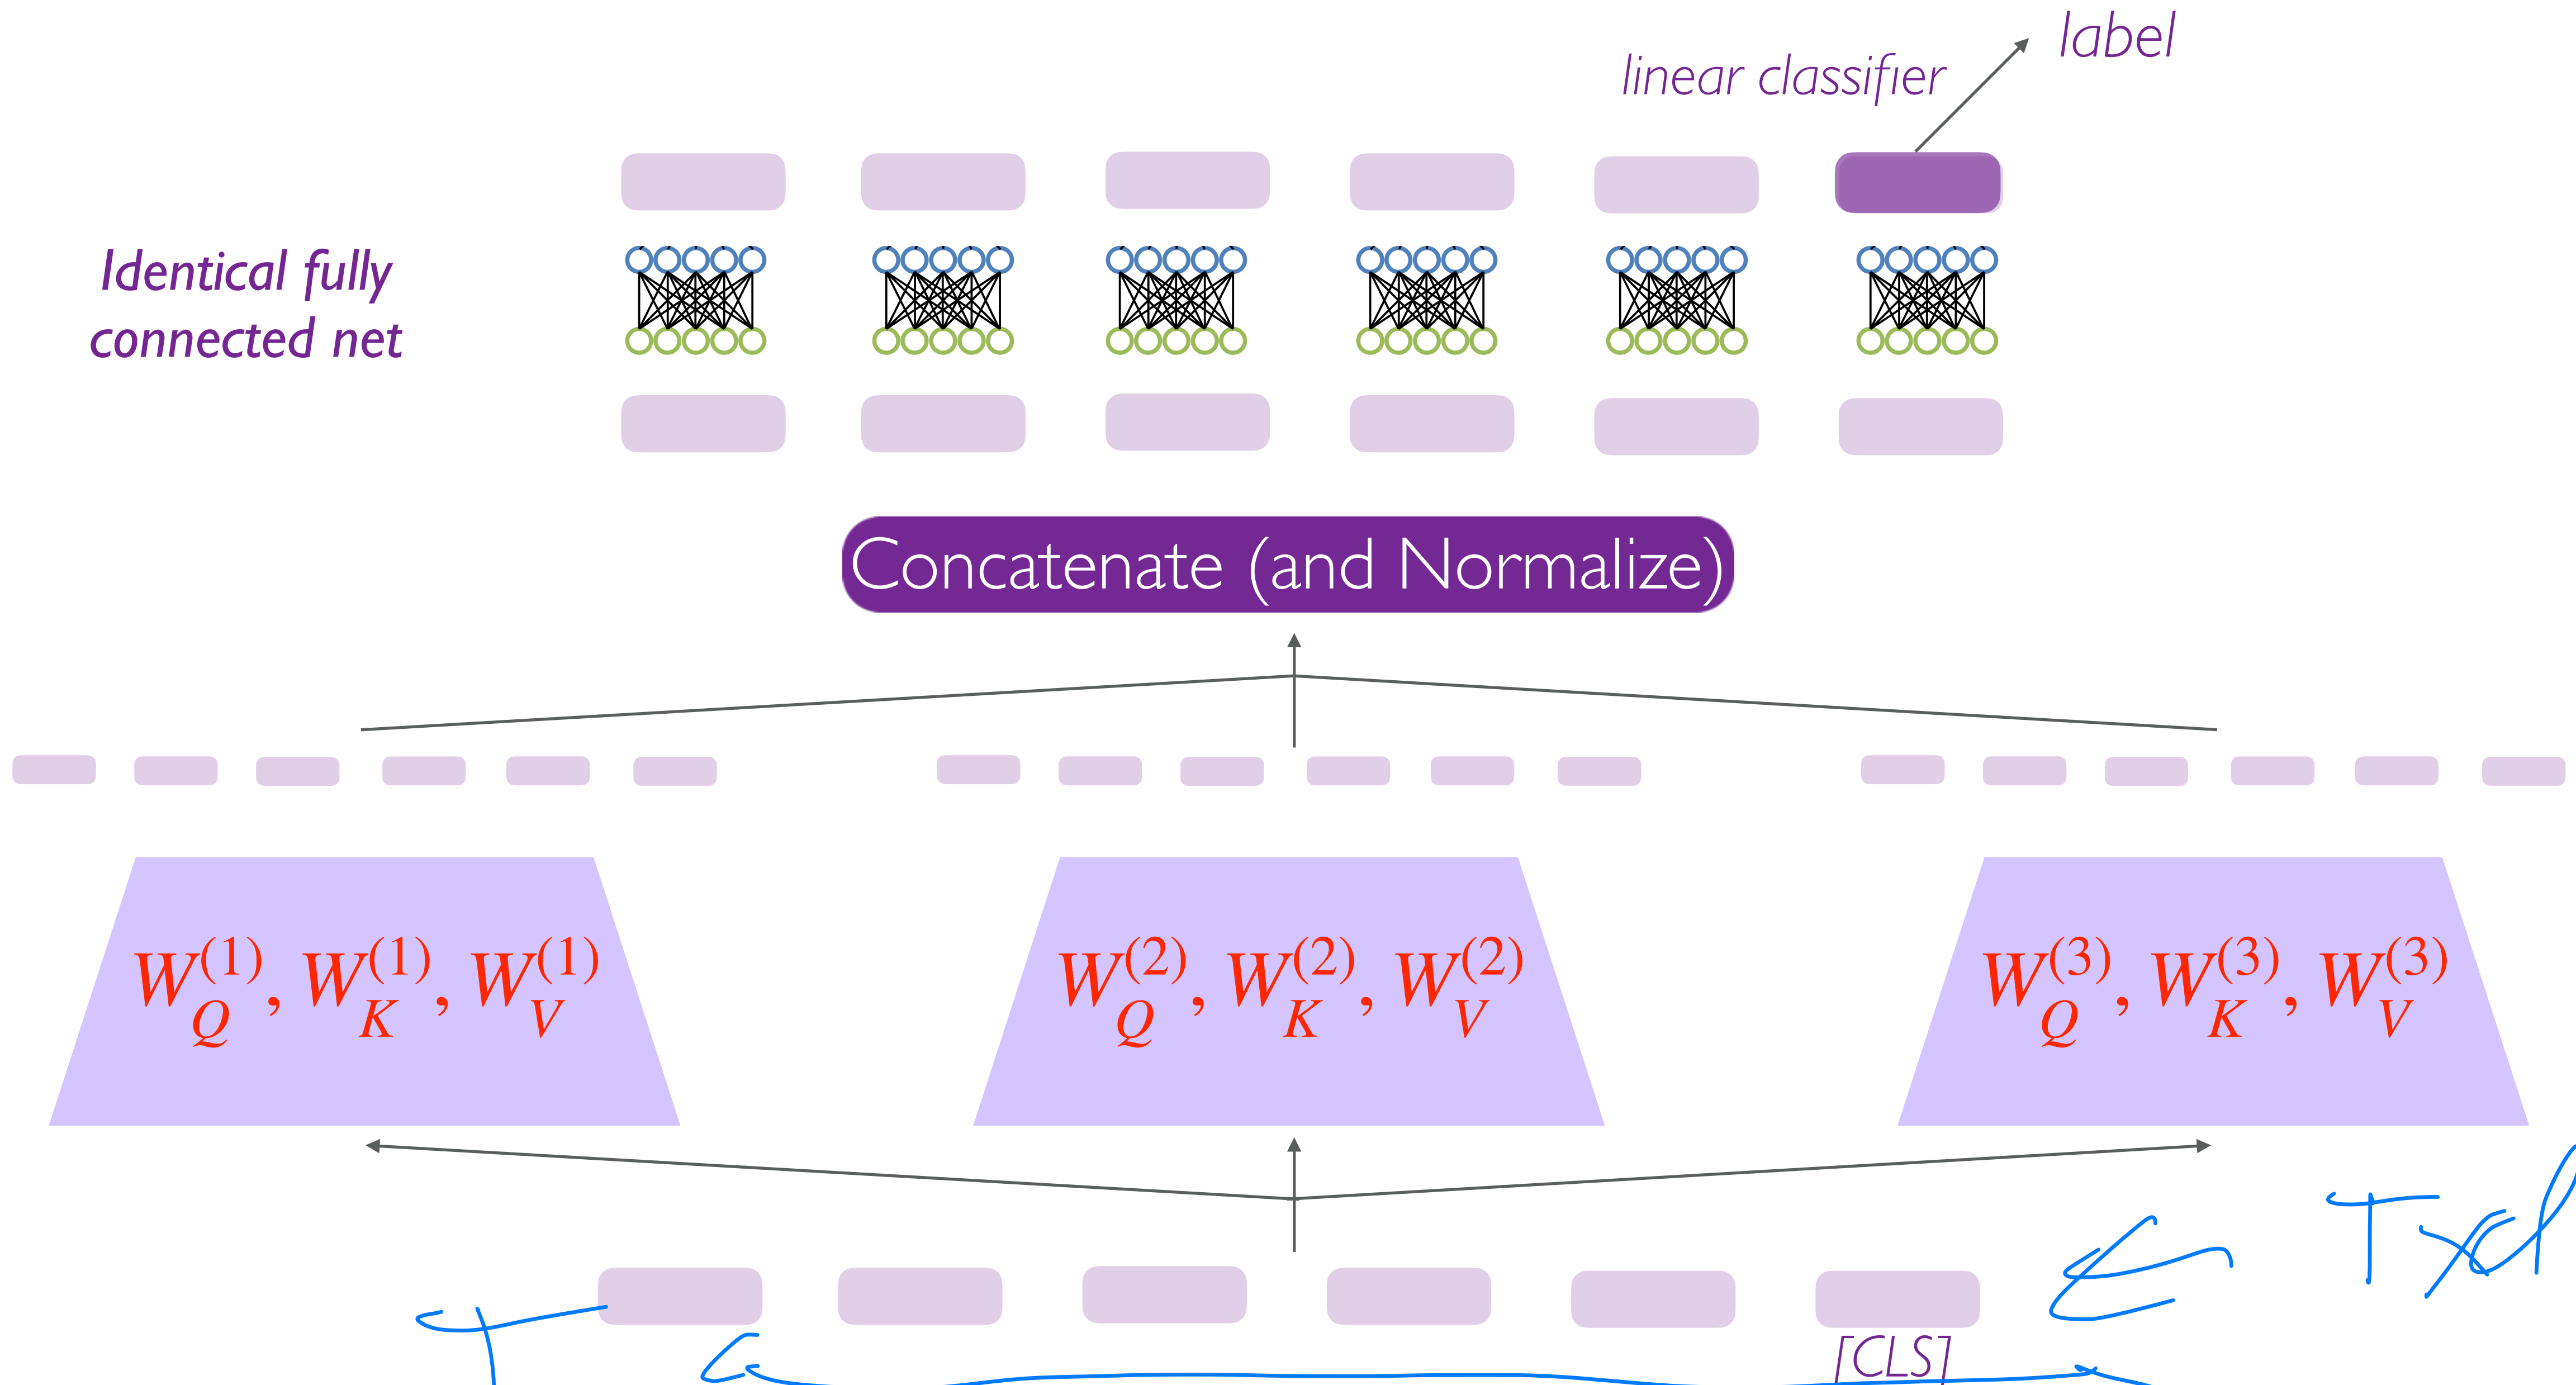 label
linear classifier
Identical fully
connected net
Concatenate (and Normalize)
W_Q^{(1)}, W_K^{(1)}, W_V^{(1)}
W_Q^{(2)}, W_K^{(2)}, W_V^{(2)}
W_Q^{(3)}, W_K^{(3)}, W_V^{(3)}
T×d
T
[CLS]